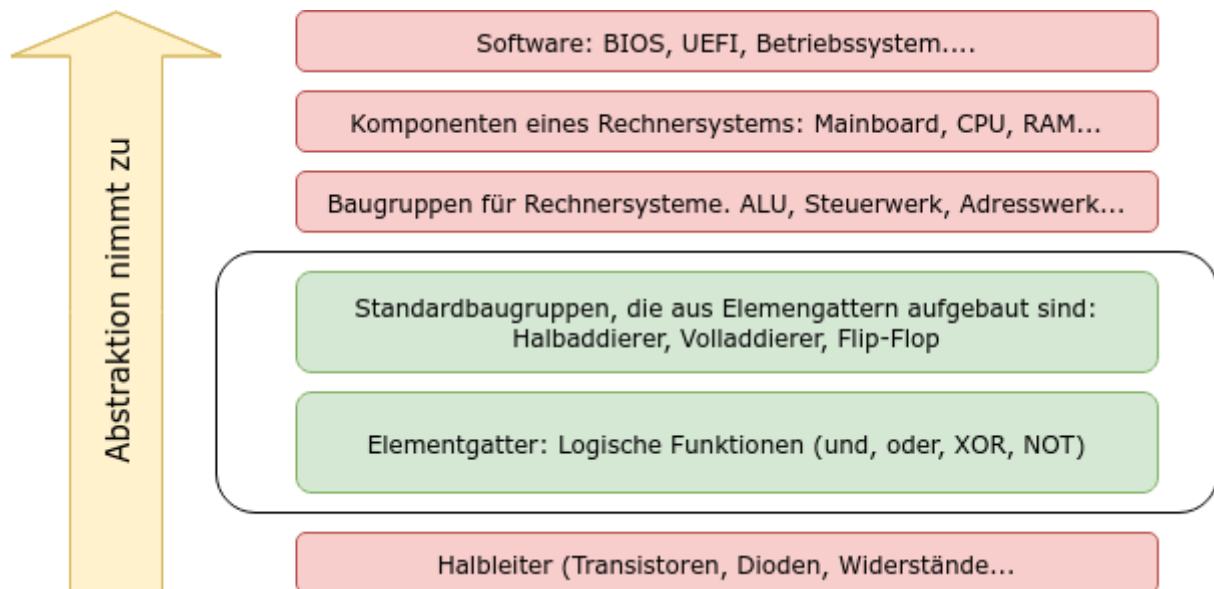 Abstraktion nimmt zu
Software: BIOS, UEFI, Betriebssystem....
Komponenten eines Rechnersystems: Mainboard, CPU, RAM...
Baugruppen für Rechnersysteme. ALU, Steuerwerk, Adresswerk...
Standardbaugruppen, die aus Elemengattern aufgebaut sind:
Halbaddierer, Volladdierer, Flip-Flop
Elementgatter: Logische Funktionen (und, oder, XOR, NOT)
Halbleiter (Transistoren, Dioden, Widerstände...